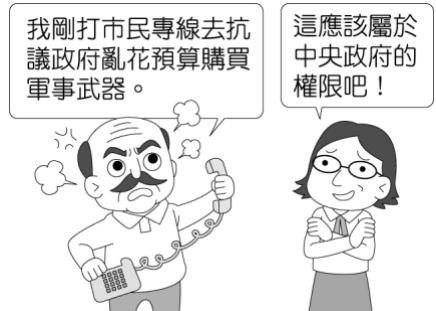 我剛打市民專線去抗
議政府亂花預算購買
軍事武器。
這應該屬於
中央政府的
權限吧！